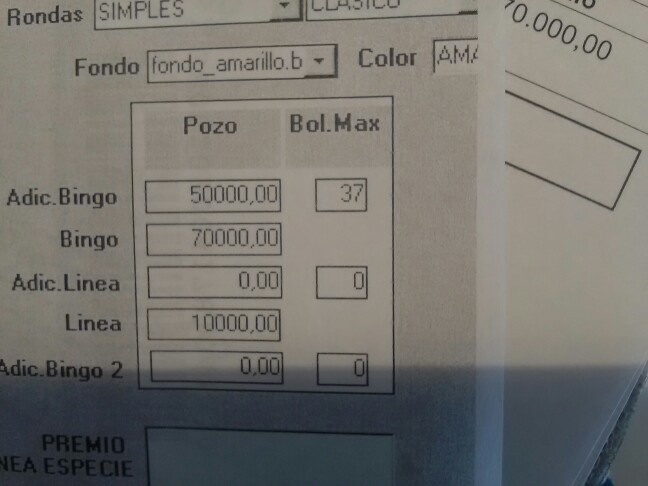 Rondas SIMPLES CLASICO
70.000,00
Fondo fondo_amarillo.b Color AMA
Pozo Bol.Max
Adic.Bingo 50000,00 37
Bingo 70000,00
Adic.Linea 0,00 0
Linea 10000,00
Adic.Bingo 2 0,00 0
PREMIO
NEA ESPECIE